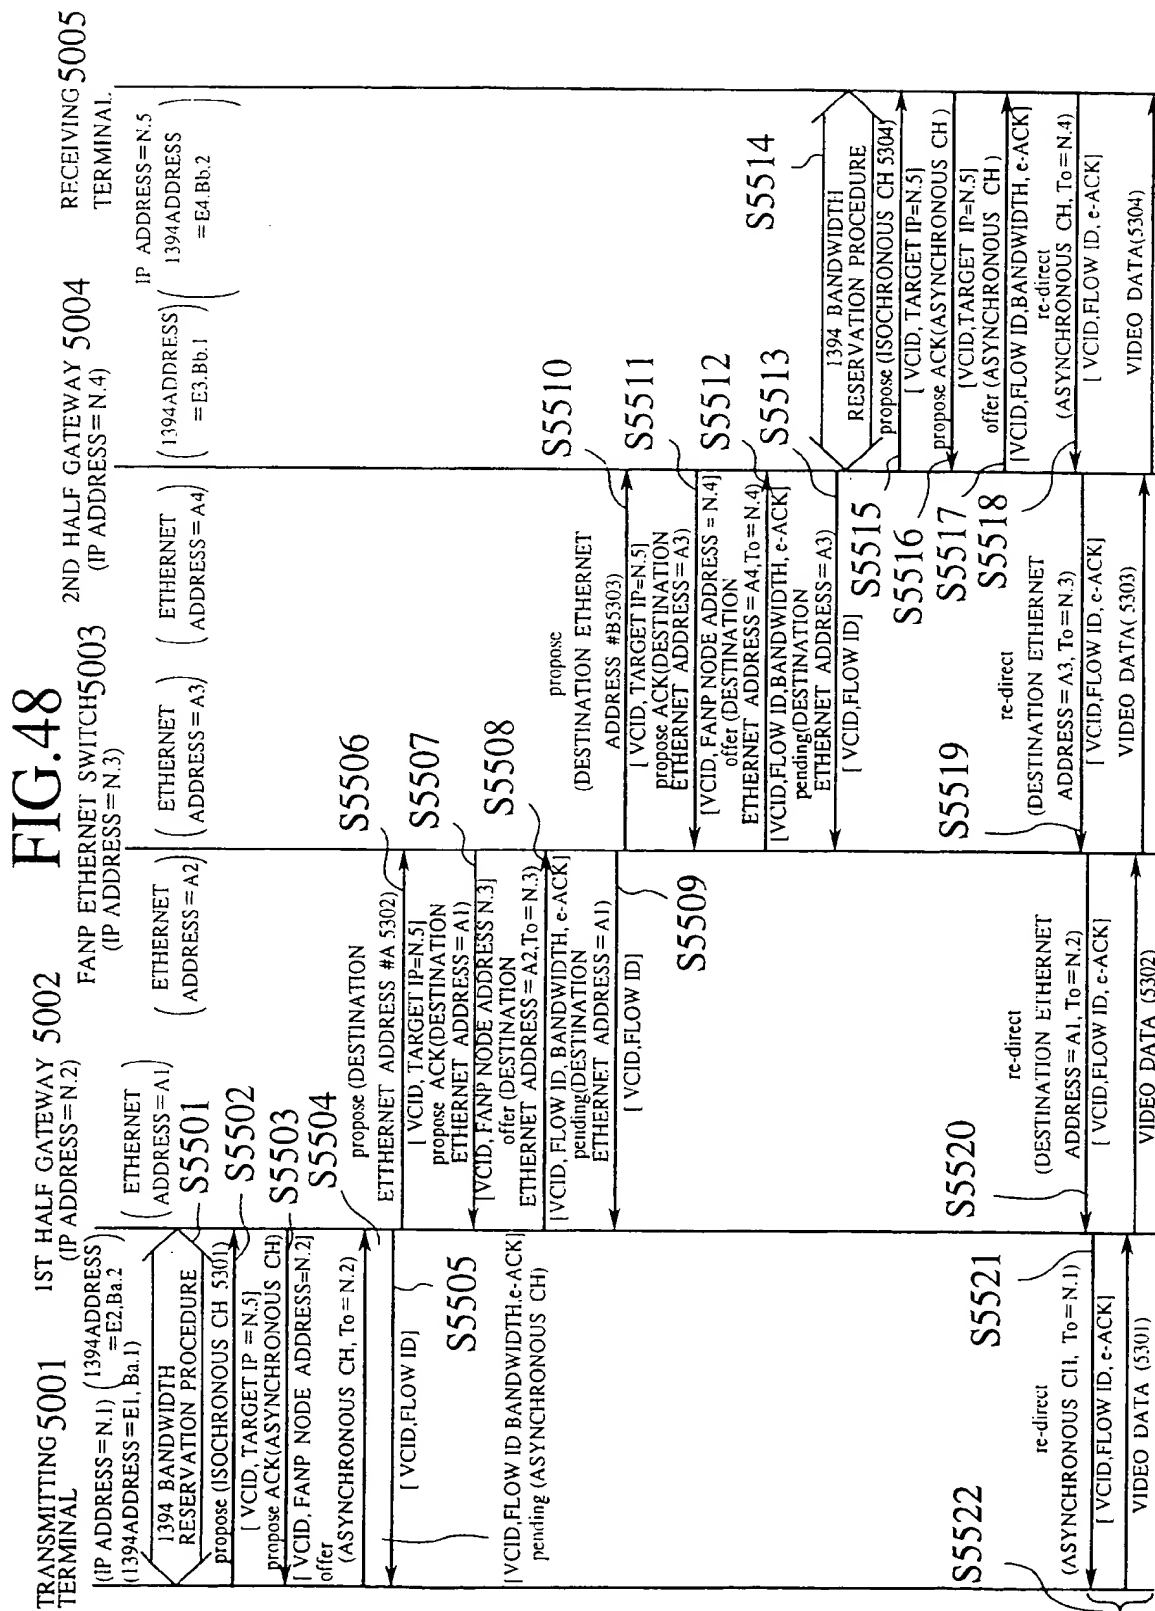 FIG.48
TRANSMITTING 5001
TERMINAL
(IP ADDRESS=N.1)
(1394ADDRESS=E1, Ba.1)
1ST HALF GATEWAY 5002
(IP ADDRESS=N.2)
(1394ADDRESS
=E2,Ba.2)
(ETHERNET
ADDRESS=A1)
FANP ETHERNET SWITCH 5003
(IP ADDRESS=N.3)
(ETHERNET
ADDRESS=A2)
(ETHERNET
ADDRESS=A3)
2ND HALF GATEWAY 5004
(IP ADDRESS=N.4)
(ETHERNET
ADDRESS=A4)
(1394ADDRESS
=E3.Bb.1)
RECEIVING 5005
TERMINAL
(IP ADDRESS=N.5
1394ADDRESS
=E4.Bb.2)
1394 BANDWIDTH
RESERVATION PROCEDURE
S5501
propose (ISOCHRONOUS CH 5301)
S5502
[ VCID, TARGET IP=N.5]
propose ACK(ASYNCHRONOUS CH)
S5503
[ VCID, FANP NODE ADDRESS=N.2]
offer
(ASYNCHRONOUS CH, To=N.2)
S5504
[ VCID,FLOW ID]
S5505
[VCID,FLOW ID BANDWIDTH,e-ACK]
pending (ASYNCHRONOUS CH)
propose (DESTINATION
ETTHERNET ADDRESS #A 5302)
S5506
[ VCID, TARGET IP=N.5]
propose ACK(DESTINATION
ETHERNET ADDRESS=A1)
S5507
[VCID, FANP NODE ADDRESS N.3]
offer (DESTINATION
ETHERNET ADDRESS=A2,To=N.3)
S5508
[VCID, FLOW ID, BANDWIDTH, e-ACK]
pending(DESTINATION
ETHERNET ADDRESS=A1)
S5509
[ VCID,FLOW ID]
propose
(DESTINATION ETHERNET
ADDRESS #B5303)
S5510
[ VCID, TARGET IP=N.5]
propose ACK(DESTINATION
ETHERNET ADDRESS=A3)
S5511
[VCID, FANP NODE ADDRESS=N.4]
offer (DESTINATION
ETHERNET ADDRESS=A4,To=N.4)
S5512
[VCID,FLOW ID,BANDWIDTH, e-ACK]
pending(DESTINATION
ETHERNET ADDRESS=A3)
S5513
[ VCID,FLOW ID]
S5514
1394 BANDWIDTH
RESERVATION PROCEDURE
propose (ISOCHRONOUS CH 5304)
S5515
[ VCID, TARGET IP=N.5]
propose ACK(ASYNCHRONOUS CH )
S5516
[VCID,TARGET IP=N.5]
offer (ASYNCHRONOUS CH )
S5517
[VCID,FLOW ID,BANDWIDTH, e-ACK]
re-direct
(ASYNCHRONOUS CH, To=N.4)
S5518
[ VCID,FLOW ID, e-ACK]
VIDEO DATA(5304)
re-direct
(DESTINATION ETHERNET
ADDRESS=A3, To=N.3)
S5519
[ VCID,FLOW ID, e-ACK]
VIDEO DATA( 5303)
re-direct
(DESTINATION ETHERNET
ADDRESS=A1, To=N.2)
S5520
[ VCID,FLOW ID, e-ACK]
VIDEO DATA (5302)
S5521
re-direct
(ASYNCHRONOUS CH, To=N.1)
[ VCID,FLOW ID, e-ACK]
S5522
VIDEO DATA (5301)